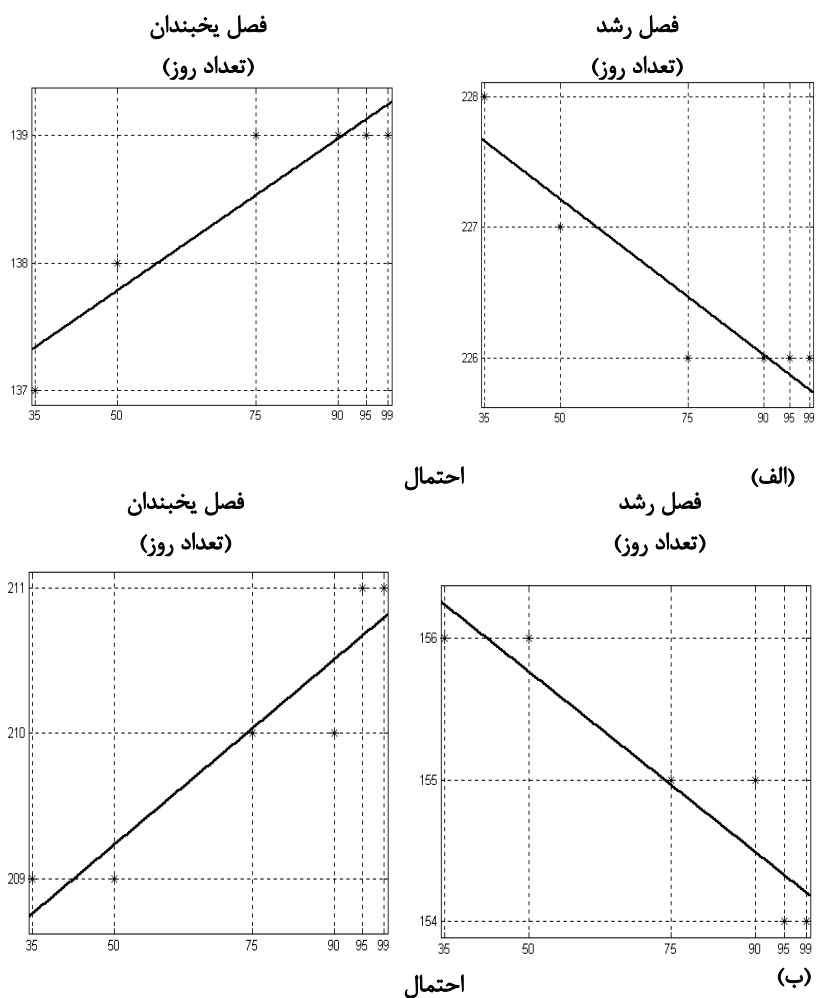 فصل رشد
(تعداد روز)
228
227
226
35 50 75 90 95 99
فصل یخبندان
(تعداد روز)
139
138
137
35 50 75 90 95 99
(الف)
احتمال
فصل رشد
(تعداد روز)
156
155
154
35 50 75 90 95 99
فصل یخبندان
(تعداد روز)
211
210
209
35 50 75 90 95 99
(ب)
احتمال